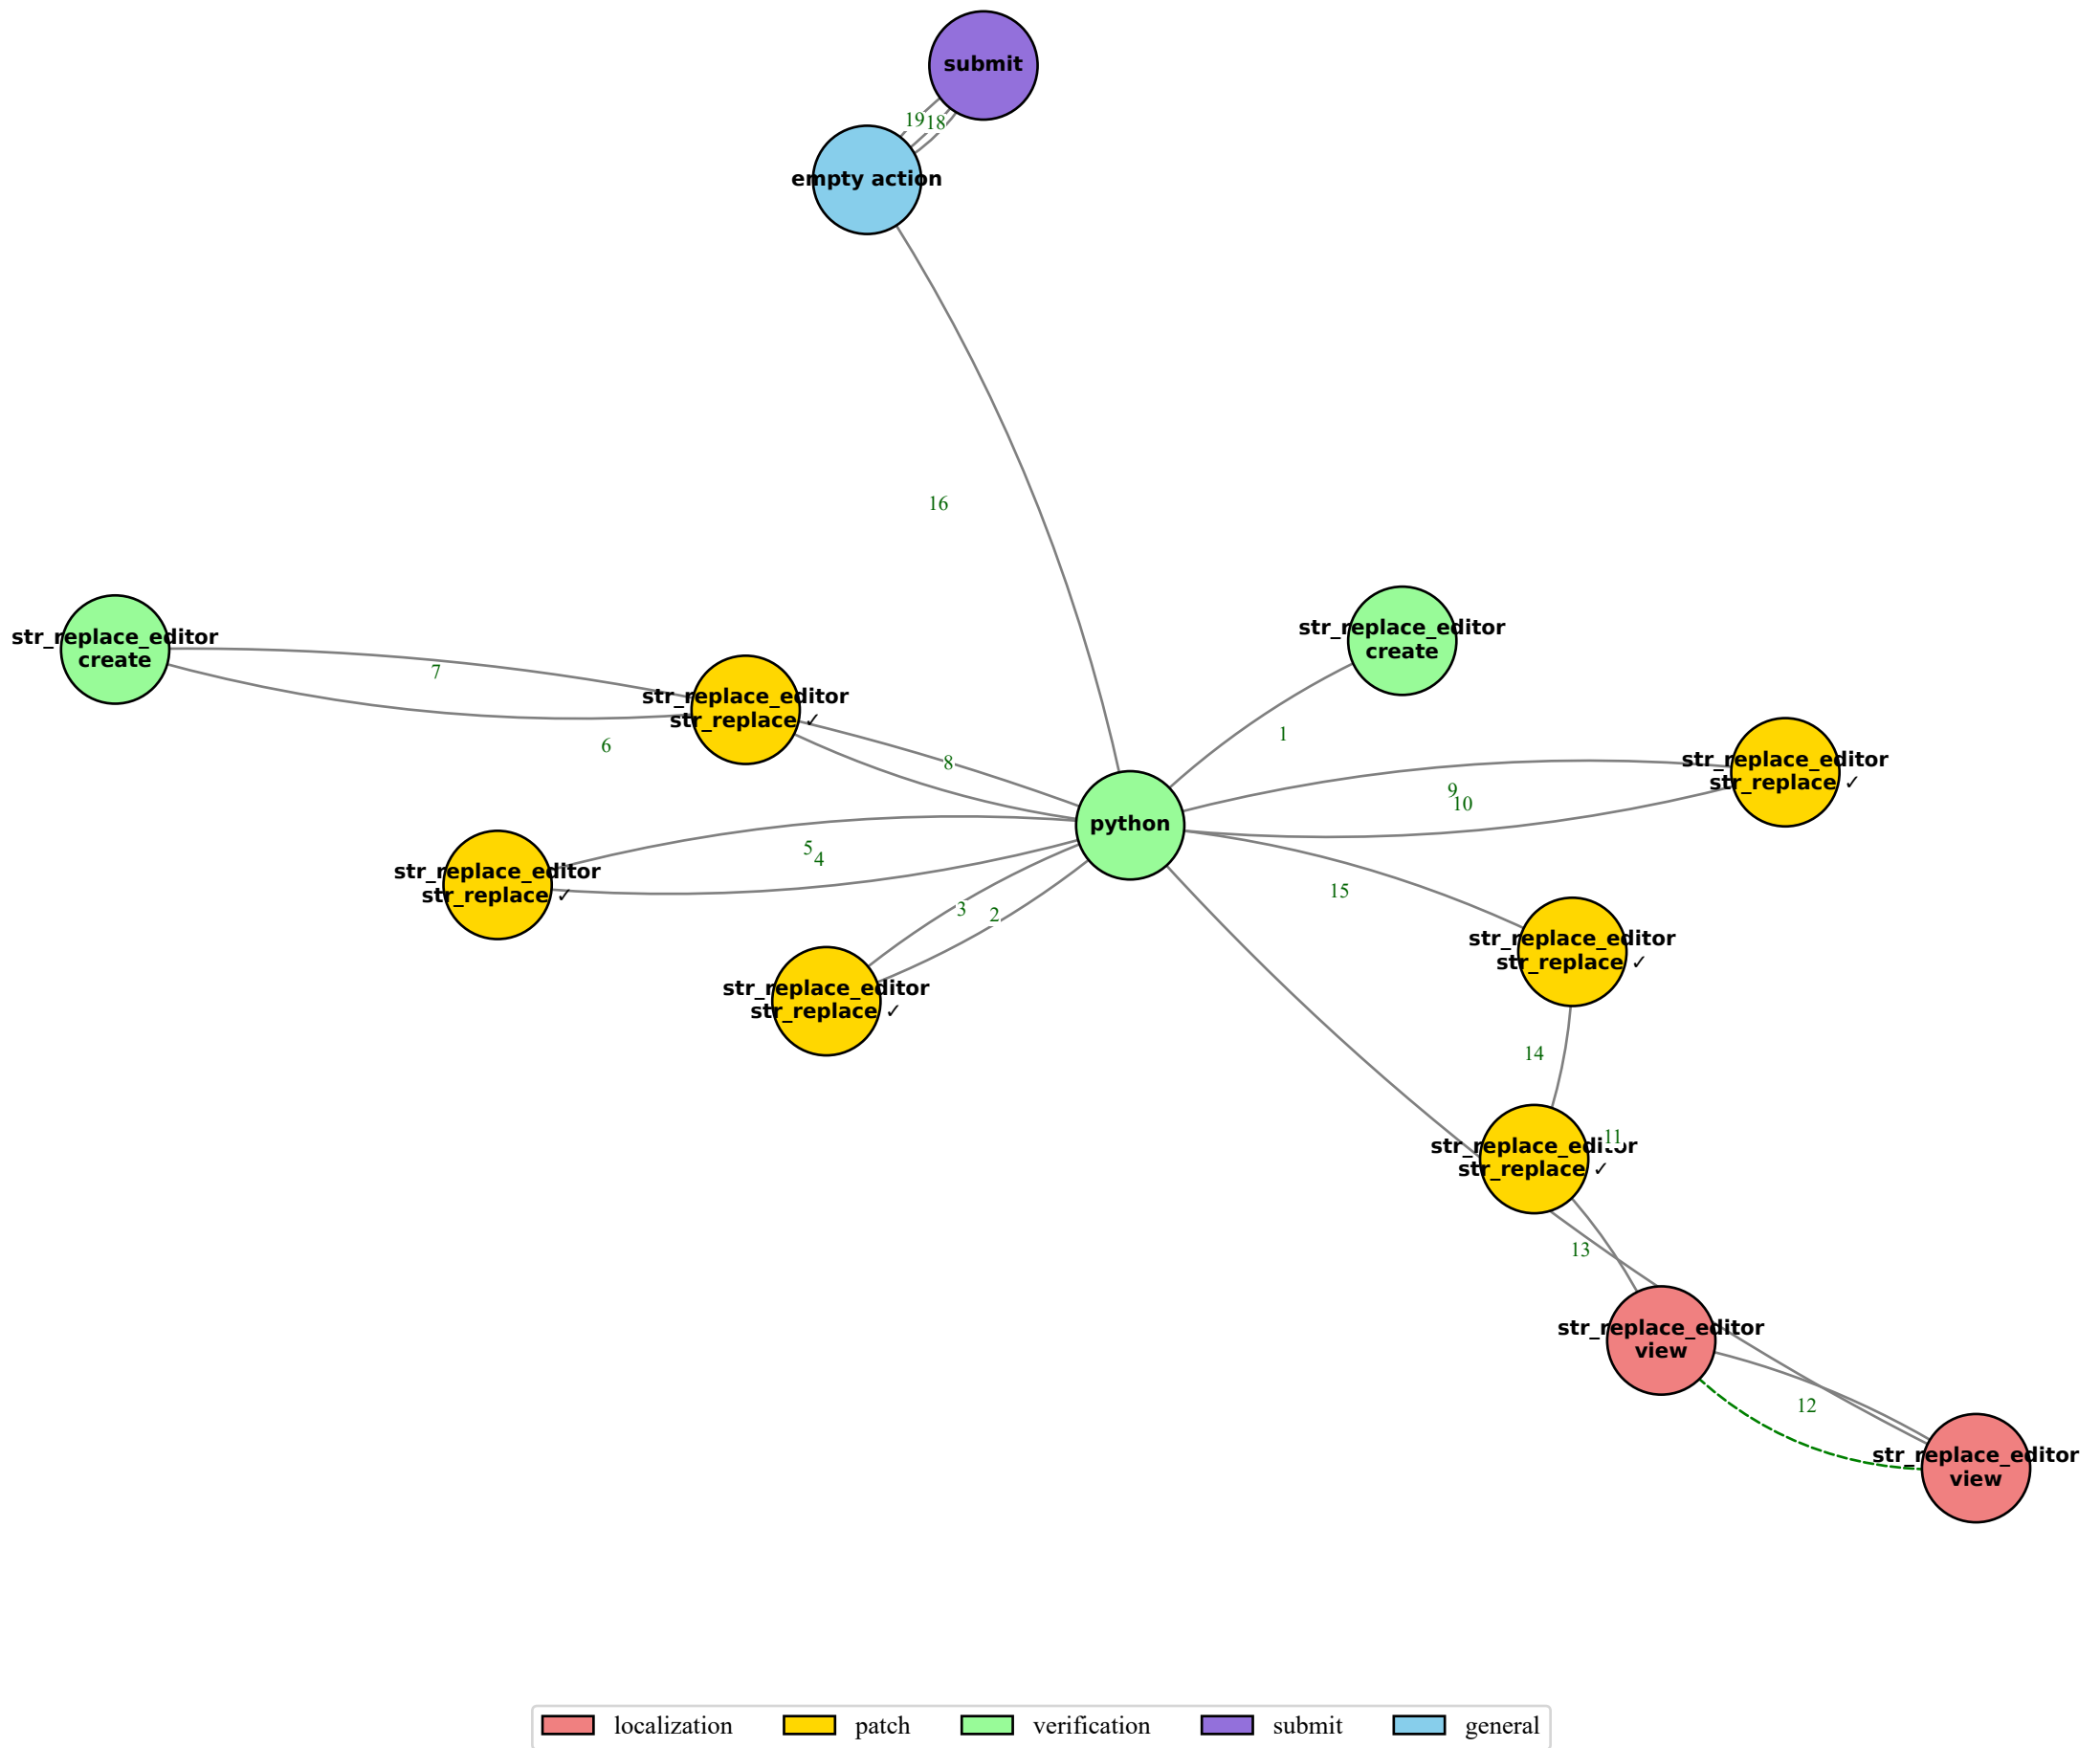 submit
19
18
empty action
16
str_replace_editor
create
7
6
str_replace_editor
str_replace ✓
8
str_replace_editor
create
1
str_replace_editor
str_replace ✓
9
10
python
5
4
str_replace_editor
str_replace ✓
3
2
str_replace_editor
str_replace ✓
15
str_replace_editor
str_replace ✓
14
11
str_replace_editor
str_replace ✓
13
str_replace_editor
view
12
str_replace_editor
view
localization patch verification submit general